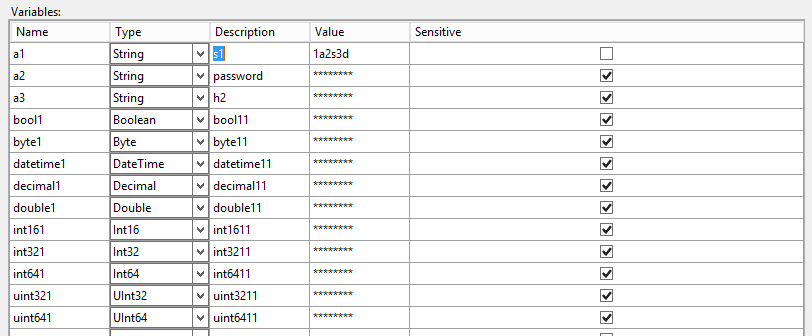 Variables:
Name Type Description Value Sensitive
a1 String s1 1a2s3d
a2 String password ********
a3 String h2 ********
bool1 Boolean bool11 ********
byte1 Byte byte11 ********
datetime1 DateTime datetime11 ********
decimal1 Decimal decimal11 ********
double1 Double double11 ********
int161 Int16 int1611 ********
int321 Int32 int3211 ********
int641 Int64 int6411 ********
uint321 UInt32 uint3211 ********
uint641 UInt64 uint6411 ********